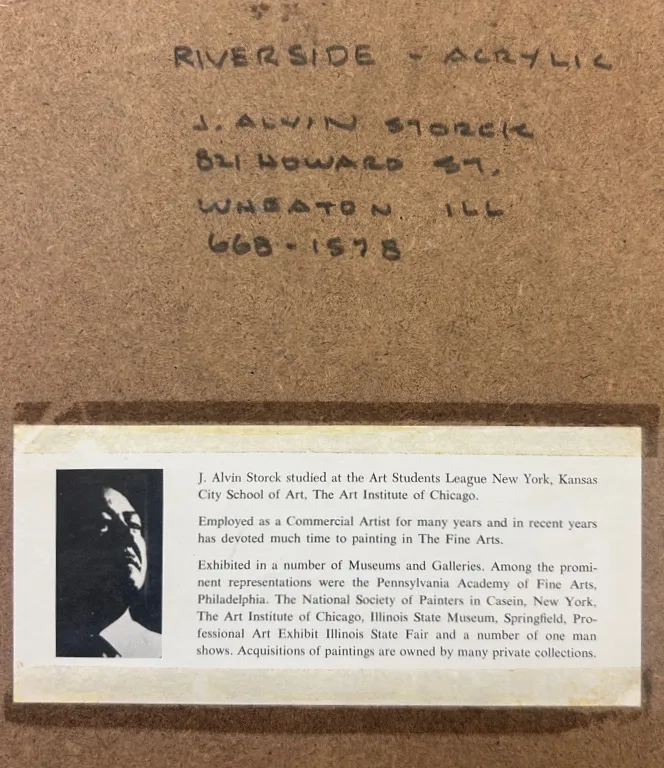 RIVERSIDE - ACRYLIC
J. ALVIN STORCK
821 HOWARD ST.
WHEATON ILL
668-1578
J. Alvin Storck studied at the Art Students League New York, Kansas
City School of Art, The Art Institute of Chicago.
Employed as a Commercial Artist for many years and in recent years
has devoted much time to painting in The Fine Arts.
Exhibited in a number of Museums and Galleries. Among the promi-
nent representations were the Pennsylvania Academy of Fine Arts,
Philadelphia. The National Society of Painters in Casein, New York,
The Art Institute of Chicago, Illinois State Museum, Springfield, Pro-
fessional Art Exhibit Illinois State Fair and a number of one man
shows. Acquisitions of paintings are owned by many private collections.